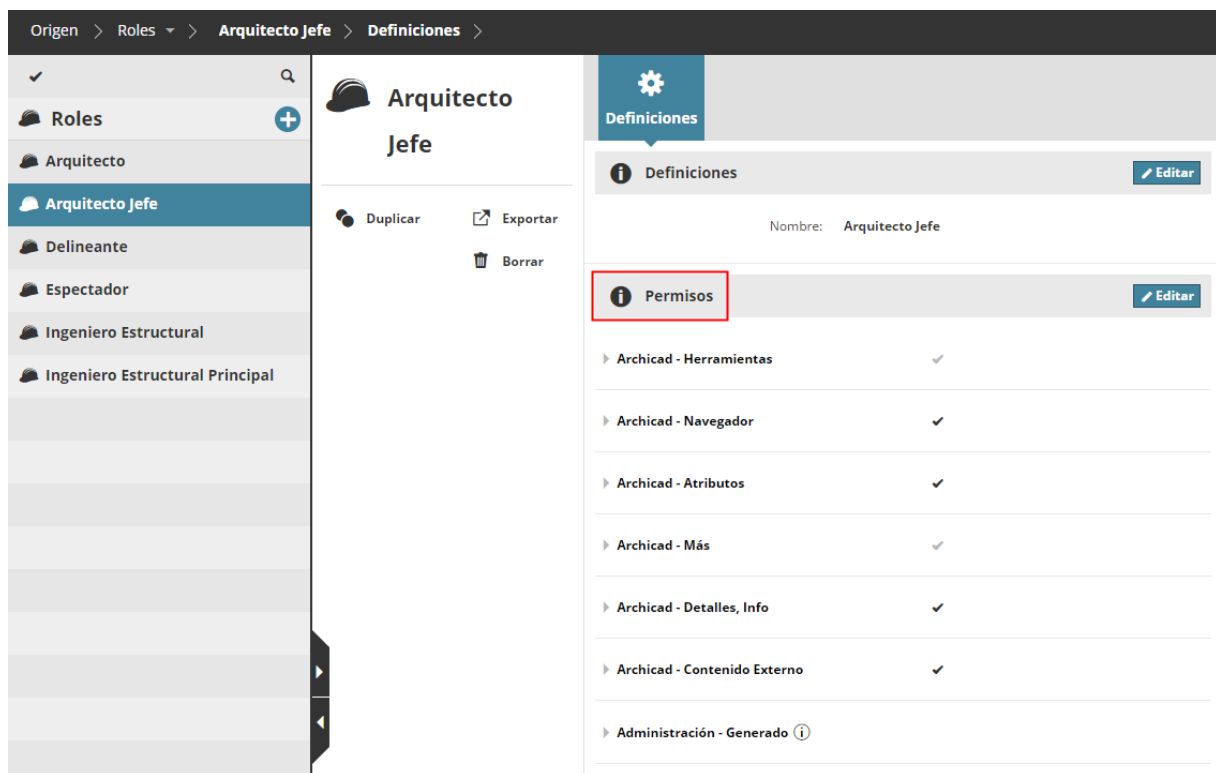 Origen > Roles > Arquitecto Jefe > Definiciones >
Roles
Arquitecto
Arquitecto Jefe
Delineante
Espectador
Ingeniero Estructural
Ingeniero Estructural Principal
Arquitecto
Jefe
Duplicar
Exportar
Borrar
Definiciones
Definiciones
Editar
Nombre: Arquitecto Jefe
Permisos
Editar
Archicad - Herramientas
Archicad - Navegador
Archicad - Atributos
Archicad - Más
Archicad - Detalles, Info
Archicad - Contenido Externo
Administración - Generado